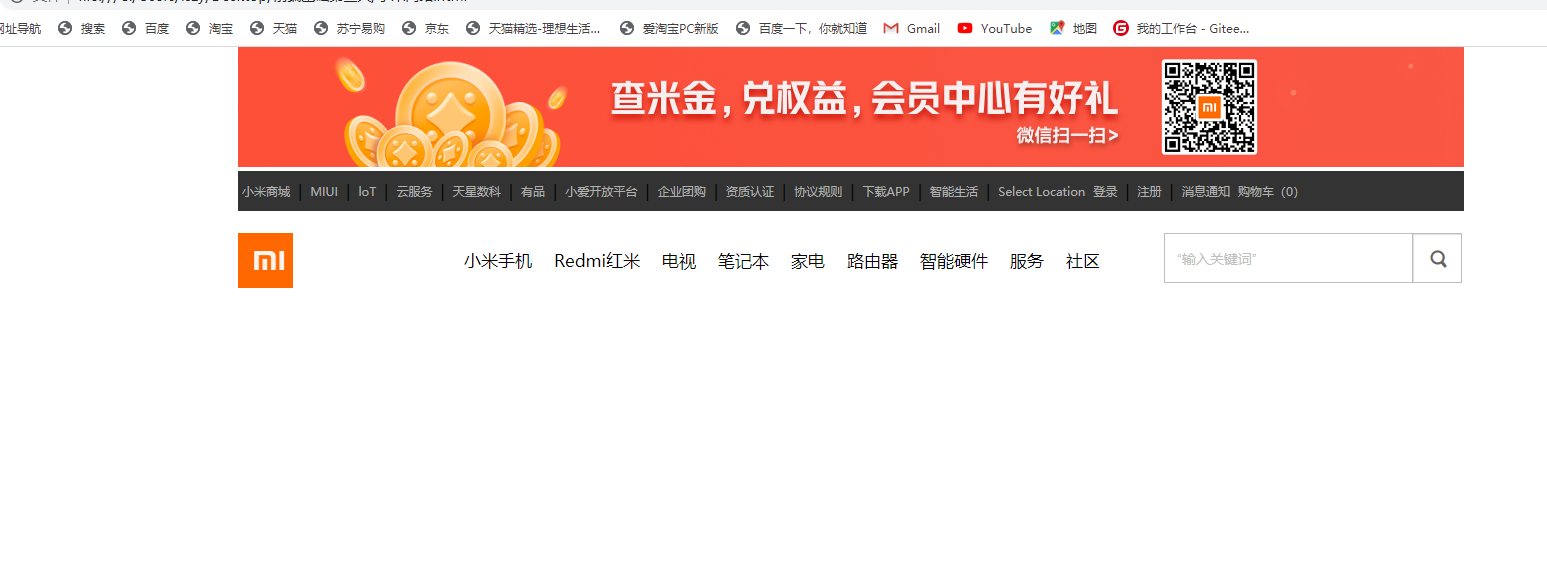 网址导航 搜索 百度 淘宝 天猫 苏宁易购 京东 天猫精选-理想生活... 爱淘宝PC新版 百度一下，你就知道 Gmail YouTube 地图 我的工作台 - Gitee...
查米金,兑权益,会员中心有好礼
微信扫一扫>
小米商城 | MIUI | loT | 云服务 | 天星数科 | 有品 | 小爱开放平台 | 企业团购 | 资质认证 | 协议规则 | 下载APP | 智能生活 | Select Location 登录 | 注册 | 消息通知 购物车（0）
小米手机 Redmi红米 电视 笔记本 家电 路由器 智能硬件 服务 社区 “输入关键词”